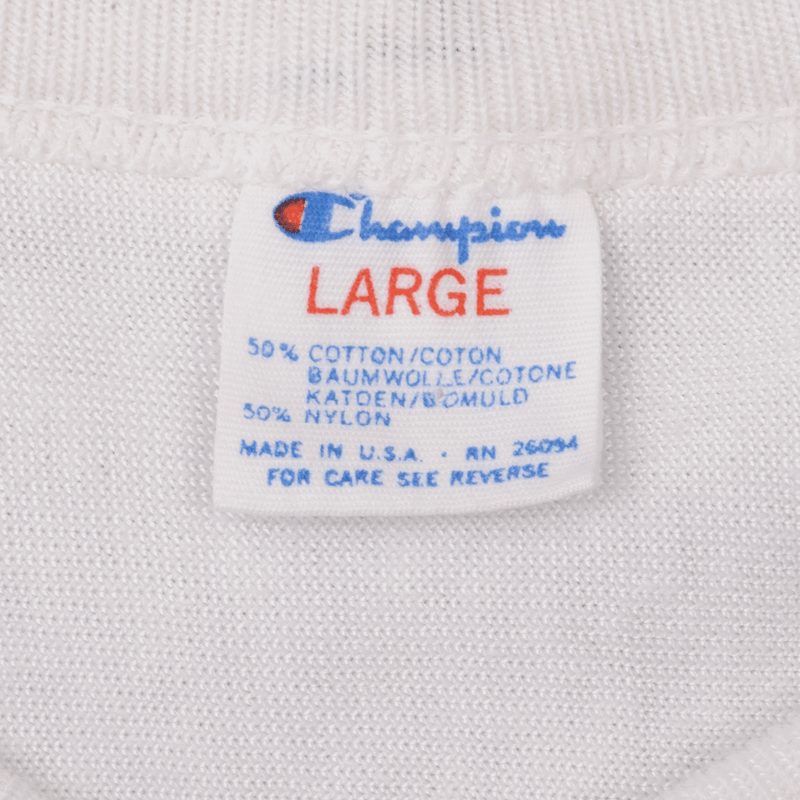 Champion
LARGE
50% COTTON/COTON
BAUMWOLLE/COTONE
KATOEN/BOMULD
50% NYLON
MADE IN U.S.A. · RN 26094
FOR CARE SEE REVERSE